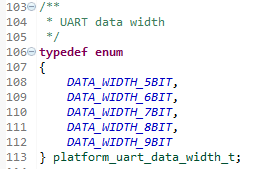 103 /**
104  * UART data width
105  */
106 typedef enum
107 {
108     DATA_WIDTH_5BIT,
109     DATA_WIDTH_6BIT,
110     DATA_WIDTH_7BIT,
111     DATA_WIDTH_8BIT,
112     DATA_WIDTH_9BIT
113 } platform_uart_data_width_t;